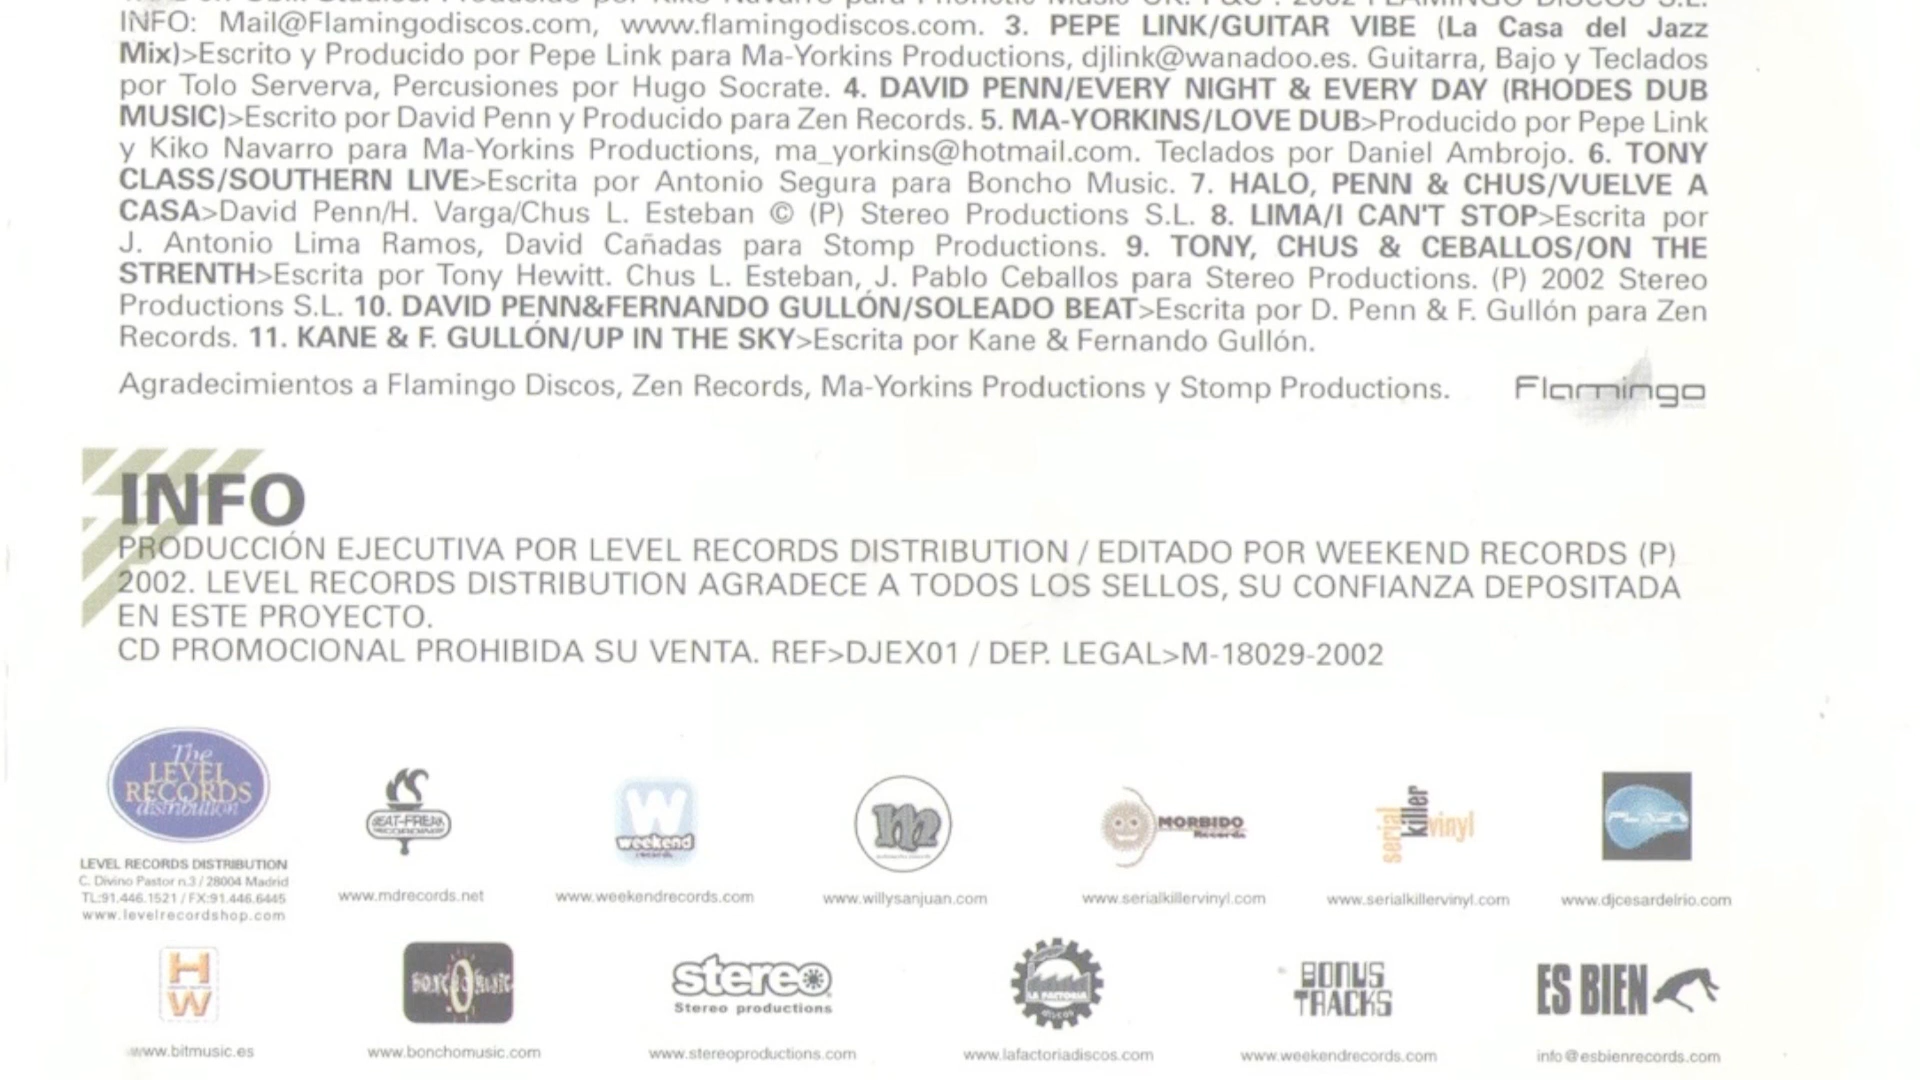 INFO: Mail@Flamingodiscos.com, www.flamingodiscos.com. 3. PEPE LINK/GUITAR VIBE (La Casa del Jazz
Mix)>Escrito y Producido por Pepe Link para Ma-Yorkins Productions, djlink@wanadoo.es. Guitarra, Bajo y Teclados
por Tolo Serverva, Percusiones por Hugo Socrate. 4. DAVID PENN/EVERY NIGHT & EVERY DAY (RHODES DUB
MUSIC)>Escrito por David Penn y Producido para Zen Records. 5. MA-YORKINS/LOVE DUB>Producido por Pepe Link
y Kiko Navarro para Ma-Yorkins Productions, ma_yorkins@hotmail.com. Teclados por Daniel Ambrojo. 6. TONY
CLASS/SOUTHERN LIVE>Escrita por Antonio Segura para Boncho Music. 7. HALO, PENN & CHUS/VUELVE A
CASA>David Penn/H. Varga/Chus L. Esteban © (P) Stereo Productions S.L. 8. LIMA/I CAN'T STOP>Escrita por
J. Antonio Lima Ramos, David Cañadas para Stomp Productions. 9. TONY, CHUS & CEBALLOS/ON THE
STRENTH>Escrita por Tony Hewitt. Chus L. Esteban, J. Pablo Ceballos para Stereo Productions. (P) 2002 Stereo
Productions S.L. 10. DAVID PENN&FERNANDO GULLÓN/SOLEADO BEAT>Escrita por D. Penn & F. Gullón para Zen
Records. 11. KANE & F. GULLÓN/UP IN THE SKY>Escrita por Kane & Fernando Gullón.
Agradecimientos a Flamingo Discos, Zen Records, Ma-Yorkins Productions y Stomp Productions.
Flamingo
INFO
PRODUCCIÓN EJECUTIVA POR LEVEL RECORDS DISTRIBUTION / EDITADO POR WEEKEND RECORDS (P)
2002. LEVEL RECORDS DISTRIBUTION AGRADECE A TODOS LOS SELLOS, SU CONFIANZA DEPOSITADA
EN ESTE PROYECTO.
CD PROMOCIONAL PROHIBIDA SU VENTA. REF>DJEX01 / DEP. LEGAL>M-18029-2002
The
LEVEL
RECORDS
distribution
LEVEL RECORDS DISTRIBUTION
C. Divino Pastor n.3 / 28004 Madrid
TL:91.446.1521 / FX:91.446.6445
www.levelrecordshop.com
BEAT-FREAK
RECORDINGS
www.mdrecords.net
W
weekend
records
www.weekendrecords.com
m
www.willysanjuan.com
MORBIDO
Records
www.serialkillervinyl.com
serial
killer
vinyl
www.serialkillervinyl.com
www.djcesardelrio.com
H
W
www.bitmusic.es
BONCHO MUSIC
www.bonchomusic.com
stereo
Stereo productions
www.stereoproductions.com
LA FACTORIA
discos
www.lafactoriadiscos.com
BONUS
TRACKS
www.weekendrecords.com
ES BIEN
info@esbienrecords.com